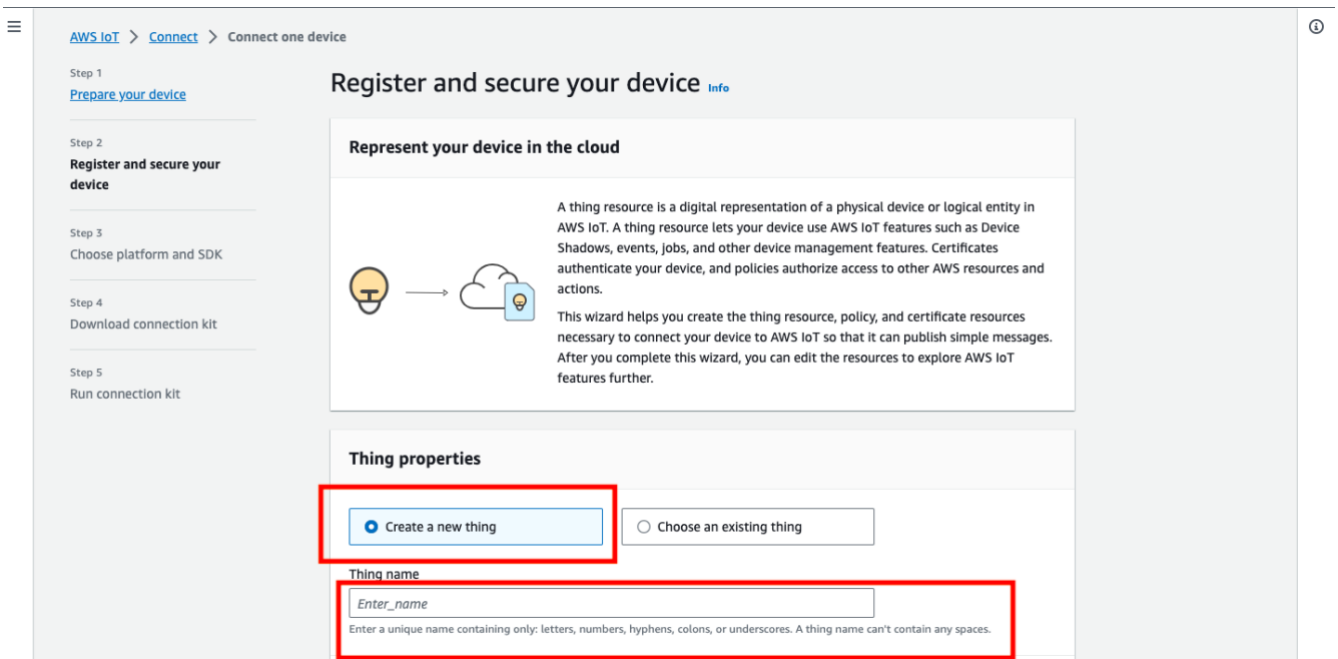 AWS IoT > Connect > Connect one device
Step 1
Prepare your device
Step 2
Register and secure your
device
Step 3
Choose platform and SDK
Step 4
Download connection kit
Step 5
Run connection kit
Register and secure your device Info
Represent your device in the cloud
A thing resource is a digital representation of a physical device or logical entity in
AWS IoT. A thing resource lets your device use AWS IoT features such as Device
Shadows, events, jobs, and other device management features. Certificates
authenticate your device, and policies authorize access to other AWS resources and
actions.
This wizard helps you create the thing resource, policy, and certificate resources
necessary to connect your device to AWS IoT so that it can publish simple messages.
After you complete this wizard, you can edit the resources to explore AWS IoT
features further.
Thing properties
Create a new thing
Choose an existing thing
Thing name
Enter_name
Enter a unique name containing only: letters, numbers, hyphens, colons, or underscores. A thing name can't contain any spaces.